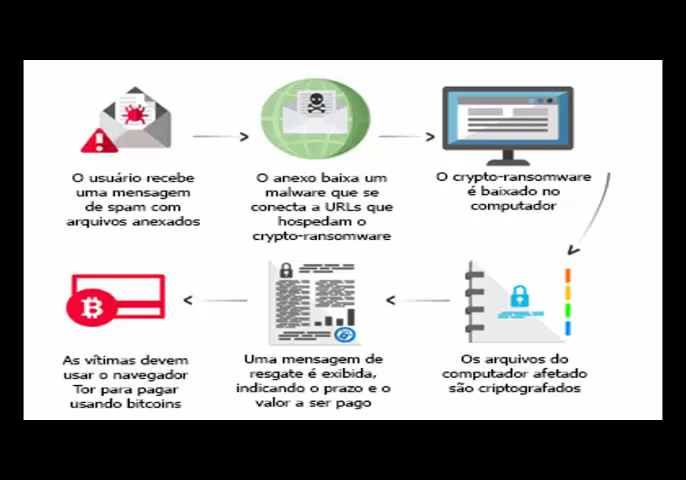 O usuário recebe
uma mensagem
de spam com
arquivos anexados
O anexo baixa um
malware que se
conecta a URLs que
hospedam o
crypto-ransomware
O crypto-ransomware
é baixado no
computador
Os arquivos do
computador afetado
são criptografados
Uma mensagem de
resgate é exibida,
indicando o prazo e o
valor a ser pago
As vítimas devem
usar o navegador
Tor para pagar
usando bitcoins